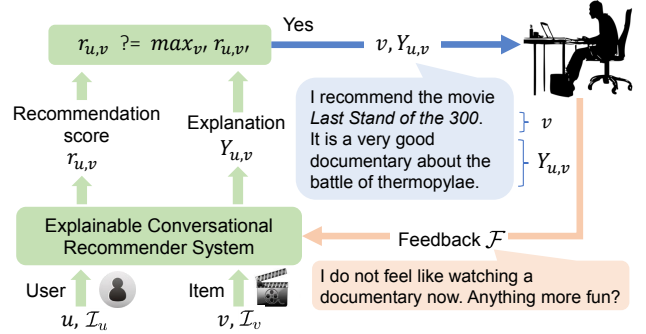 r_{u,v} ?= max_{v′} r_{u,v′}
Yes
v, Y_{u,v}
Recommendation
score
r_{u,v}
Explanation
Y_{u,v}
I recommend the movie
Last Stand of the 300.
It is a very good
documentary about the
battle of thermopylae.
v
Y_{u,v}
Explainable Conversational
Recommender System
Feedback ℱ
I do not feel like watching a
documentary now. Anything more fun?
User
u, ℐ_u
Item
v, ℐ_v